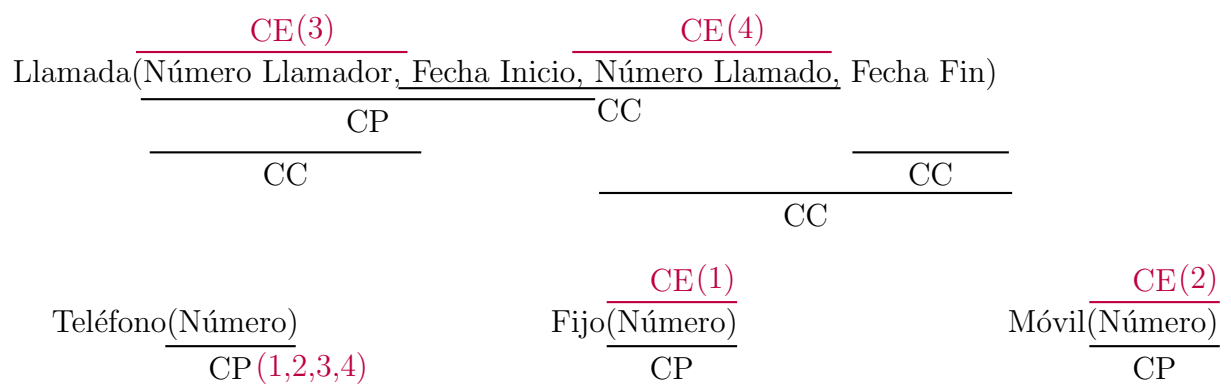 CE(3) CE(4)
Llamada(Número Llamador, Fecha Inicio, Número Llamado, Fecha Fin)
CP CC
CC CC
CC
CE(1) CE(2)
Teléfono(Número) Fijo(Número) Móvil(Número)
CP(1,2,3,4) CP CP